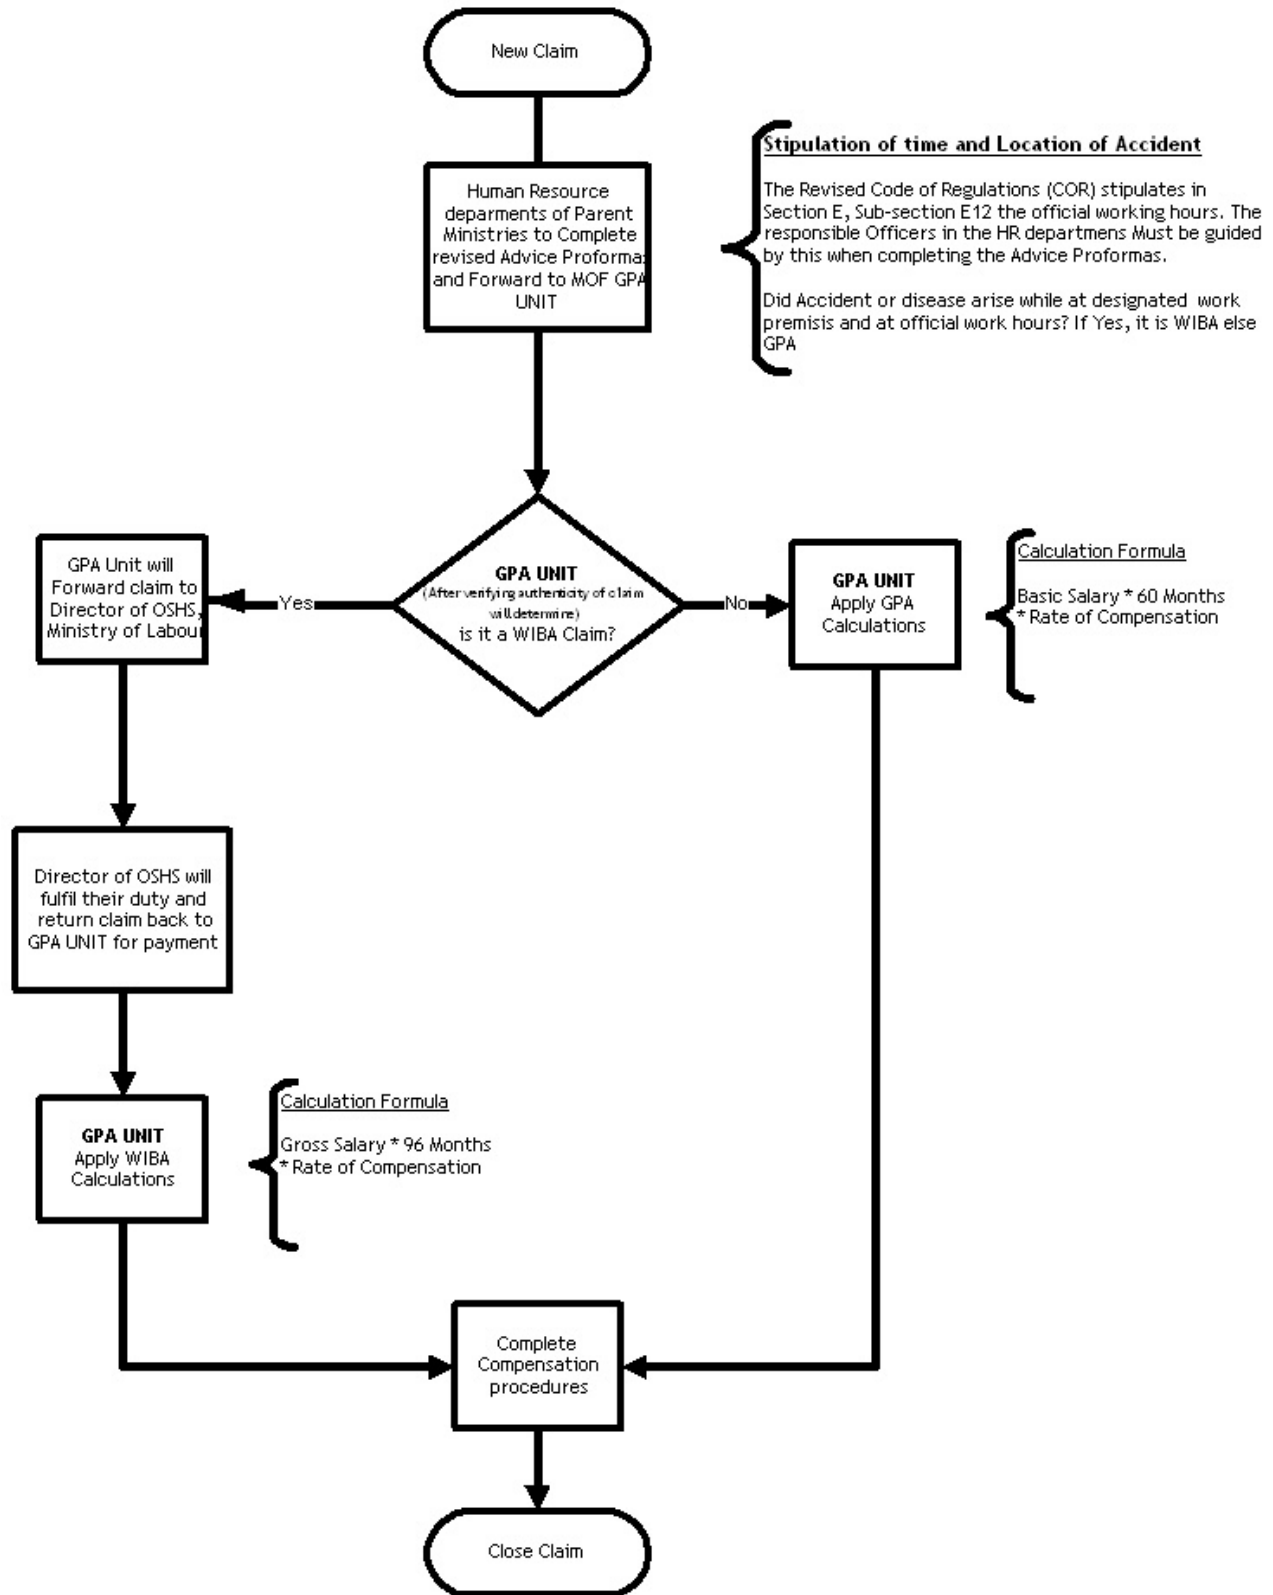 New Claim
Stipulation of time and Location of Accident
The Revised Code of Regulations (COR) stipulates in
Section E, Sub-section E12 the official working hours. The
responsible Officers in the HR departmens Must be guided
by this when completing the Advice Proformas.
Did Accident or disease arise while at designated work
premisis and at official work hours? If Yes, it is WIBA else
GPA
Human Resource
deparments of Parent
Ministries to Complete
revised Advice Proformas
and Forward to MOF GPA
UNIT
GPA UNIT
(After verifying authenticity of claim
will determine)
is it a WIBA Claim?
Yes
No
GPA Unit will
Forward claim to
Director of OSHS,
Ministry of Labour
GPA UNIT
Apply GPA
Calculations
Calculation Formula
Basic Salary * 60 Months
* Rate of Compensation
Director of OSHS will
fulfil their duty and
return claim back to
GPA UNIT for payment
GPA UNIT
Apply WIBA
Calculations
Calculation Formula
Gross Salary * 96 Months
* Rate of Compensation
Complete
Compensation
procedures
Close Claim